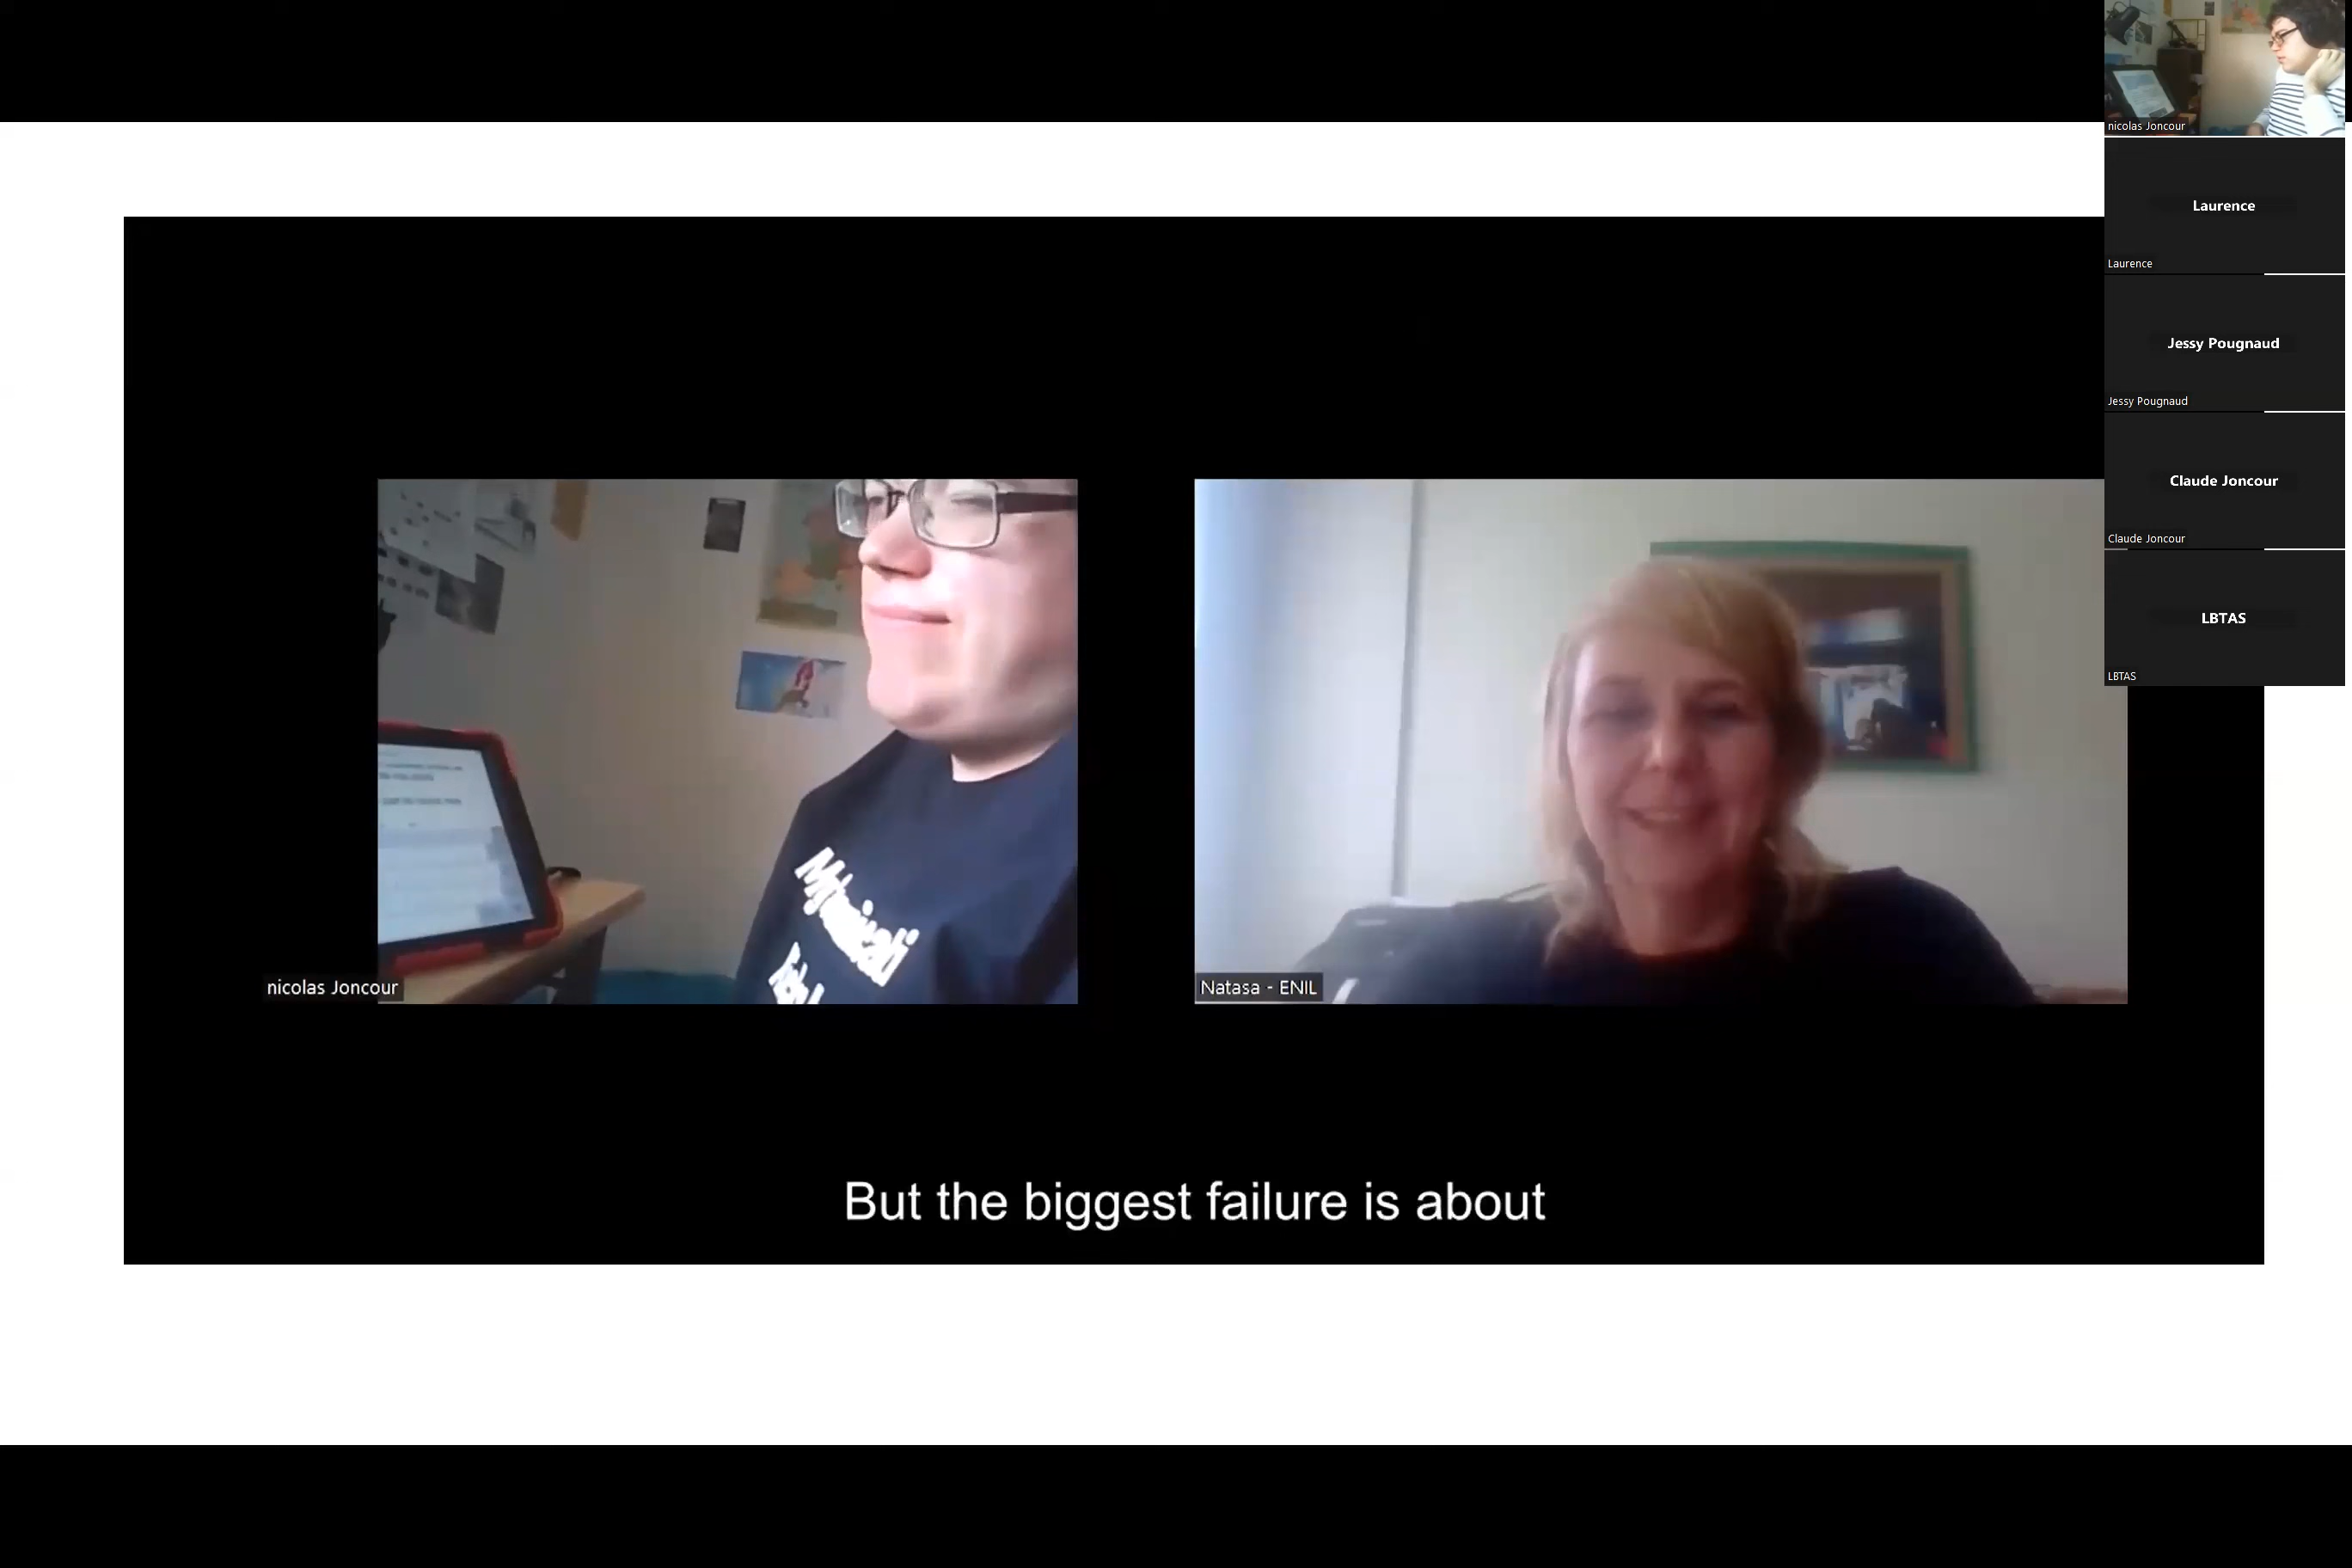 nicolas Joncour
Laurence
Laurence
Jessy Pougnaud
Jessy Pougnaud
Claude Joncour
Claude Joncour
LBTAS
LBTAS
nicolas Joncour
Natasa - ENIL
But the biggest failure is about